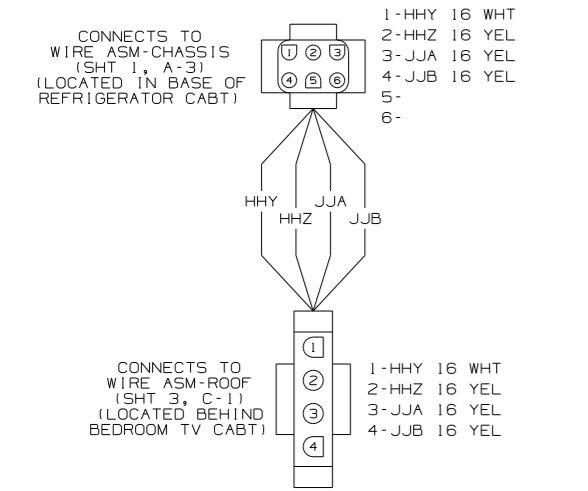 CONNECTS TO
WIRE ASM-CHASSIS
(SHT 1, A-3)
(LOCATED IN BASE OF
REFRIGERATOR CABT)
1 2 3
4 5 6
1-HHY 16 WHT
2-HHZ 16 YEL
3-JJA 16 YEL
4-JJB 16 YEL
5-
6-
HHY JJA
HHZ JJB
CONNECTS TO
WIRE ASM-ROOF
(SHT 3, C-1)
(LOCATED BEHIND
BEDROOM TV CABT)
1
2
3
4
1-HHY 16 WHT
2-HHZ 16 YEL
3-JJA 16 YEL
4-JJB 16 YEL